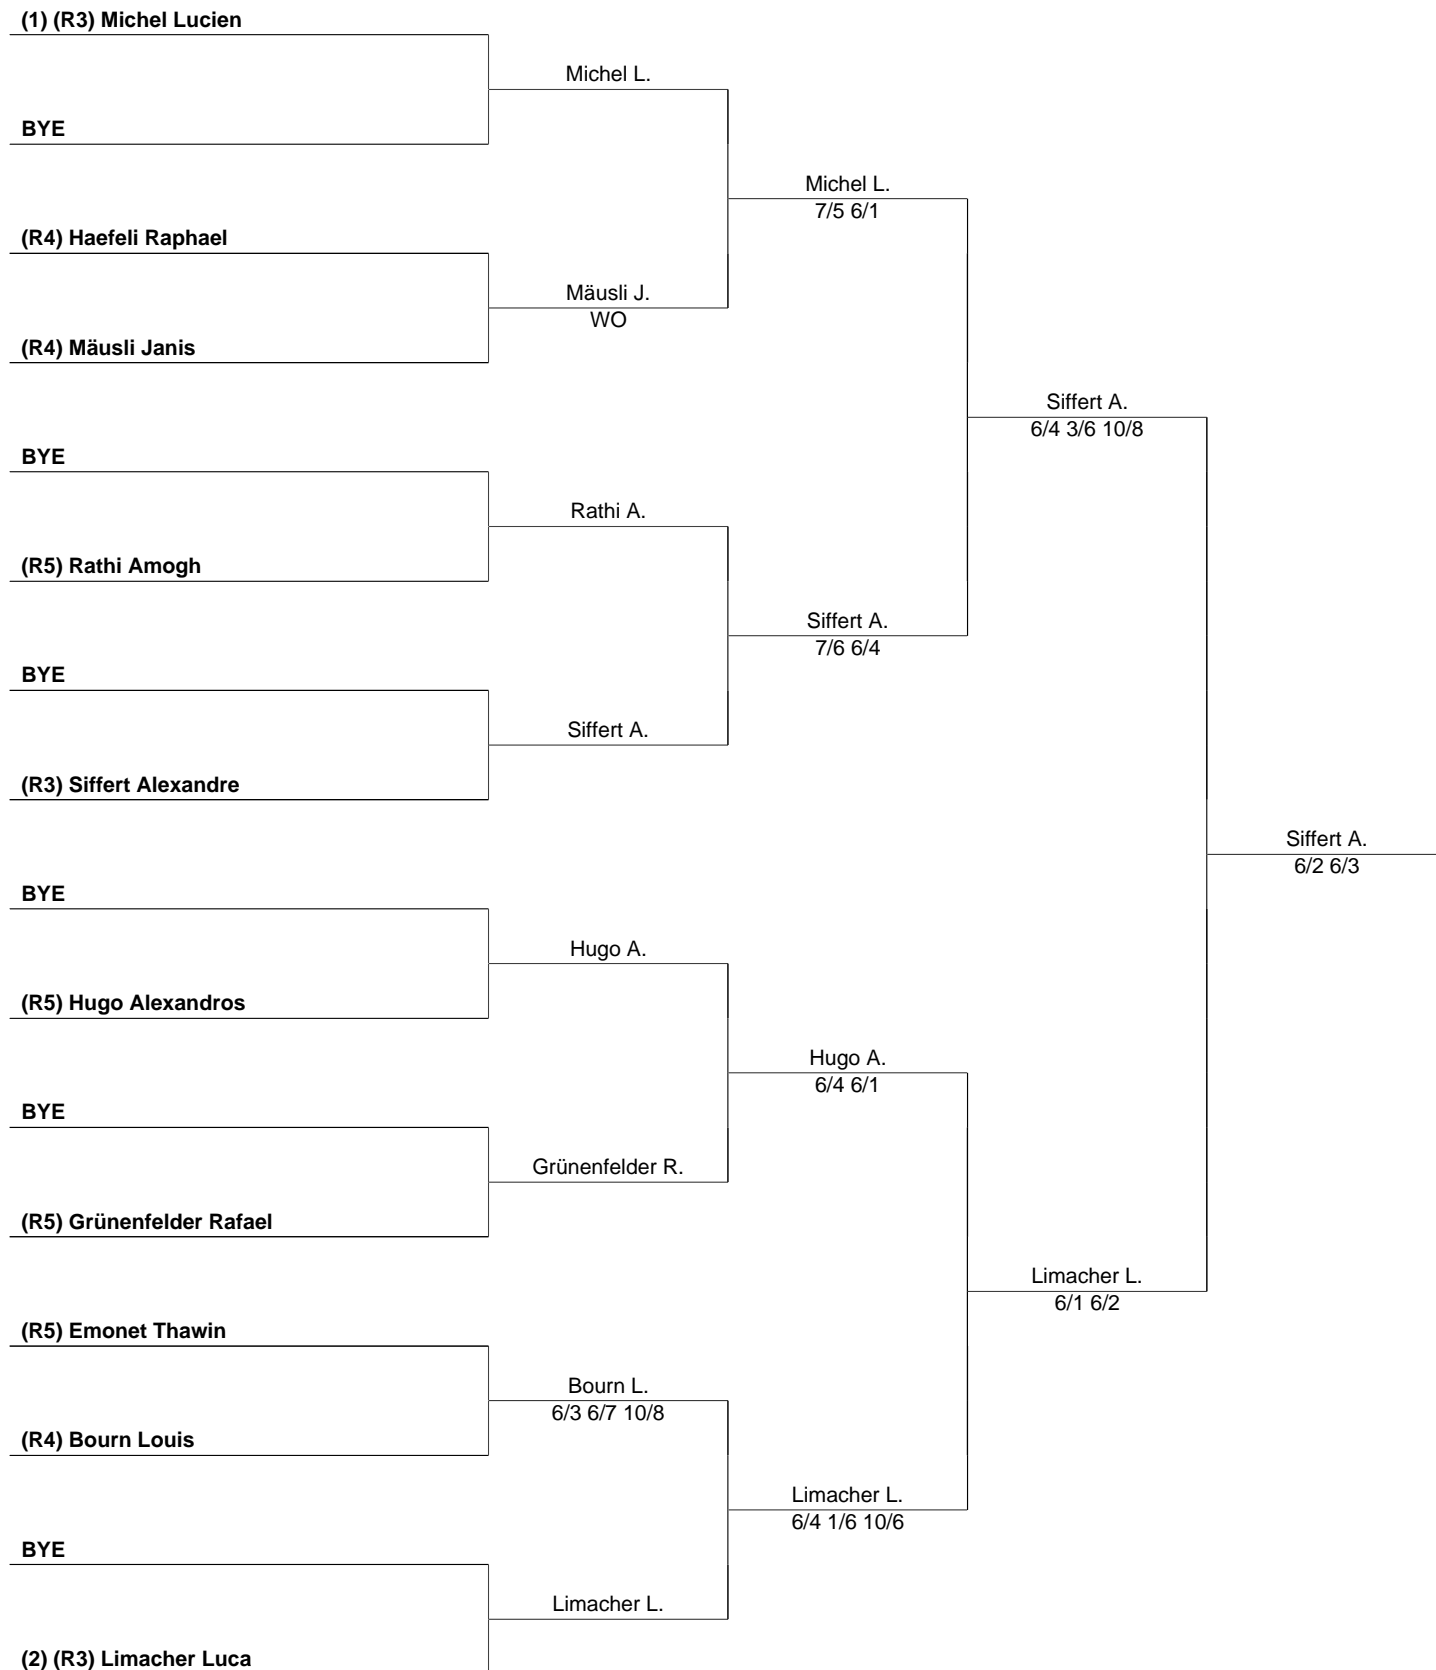 (1) (R3) Michel Lucien
Michel L.
BYE
Michel L.
7/5 6/1
(R4) Haefeli Raphael
Mäusli J.
WO
(R4) Mäusli Janis
Siffert A.
6/4 3/6 10/8
BYE
Rathi A.
(R5) Rathi Amogh
Siffert A.
7/6 6/4
BYE
Siffert A.
(R3) Siffert Alexandre
Siffert A.
6/2 6/3
BYE
Hugo A.
(R5) Hugo Alexandros
Hugo A.
6/4 6/1
BYE
Grünenfelder R.
(R5) Grünenfelder Rafael
Limacher L.
6/1 6/2
(R5) Emonet Thawin
Bourn L.
6/3 6/7 10/8
(R4) Bourn Louis
Limacher L.
6/4 1/6 10/6
BYE
Limacher L.
(2) (R3) Limacher Luca